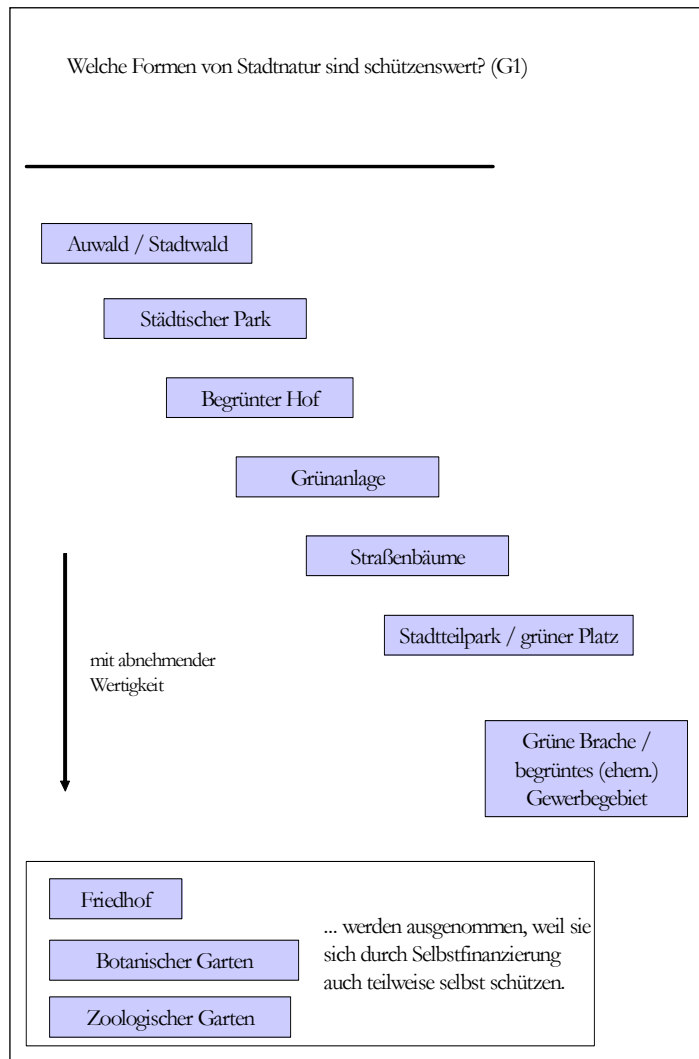 Welche Formen von Stadtnatur sind schützenswert? (G1)
Auwald / Stadtwald
Städtischer Park
Begrünter Hof
Grünanlage
Straßenbäume
Stadtteilpark / grüner Platz
mit abnehmender
Wertigkeit
Grüne Brache /
begrüntes (ehem.)
Gewerbegebiet
Friedhof
Botanischer Garten
Zoologischer Garten
... werden ausgenommen, weil sie
sich durch Selbstfinanzierung
auch teilweise selbst schützen.